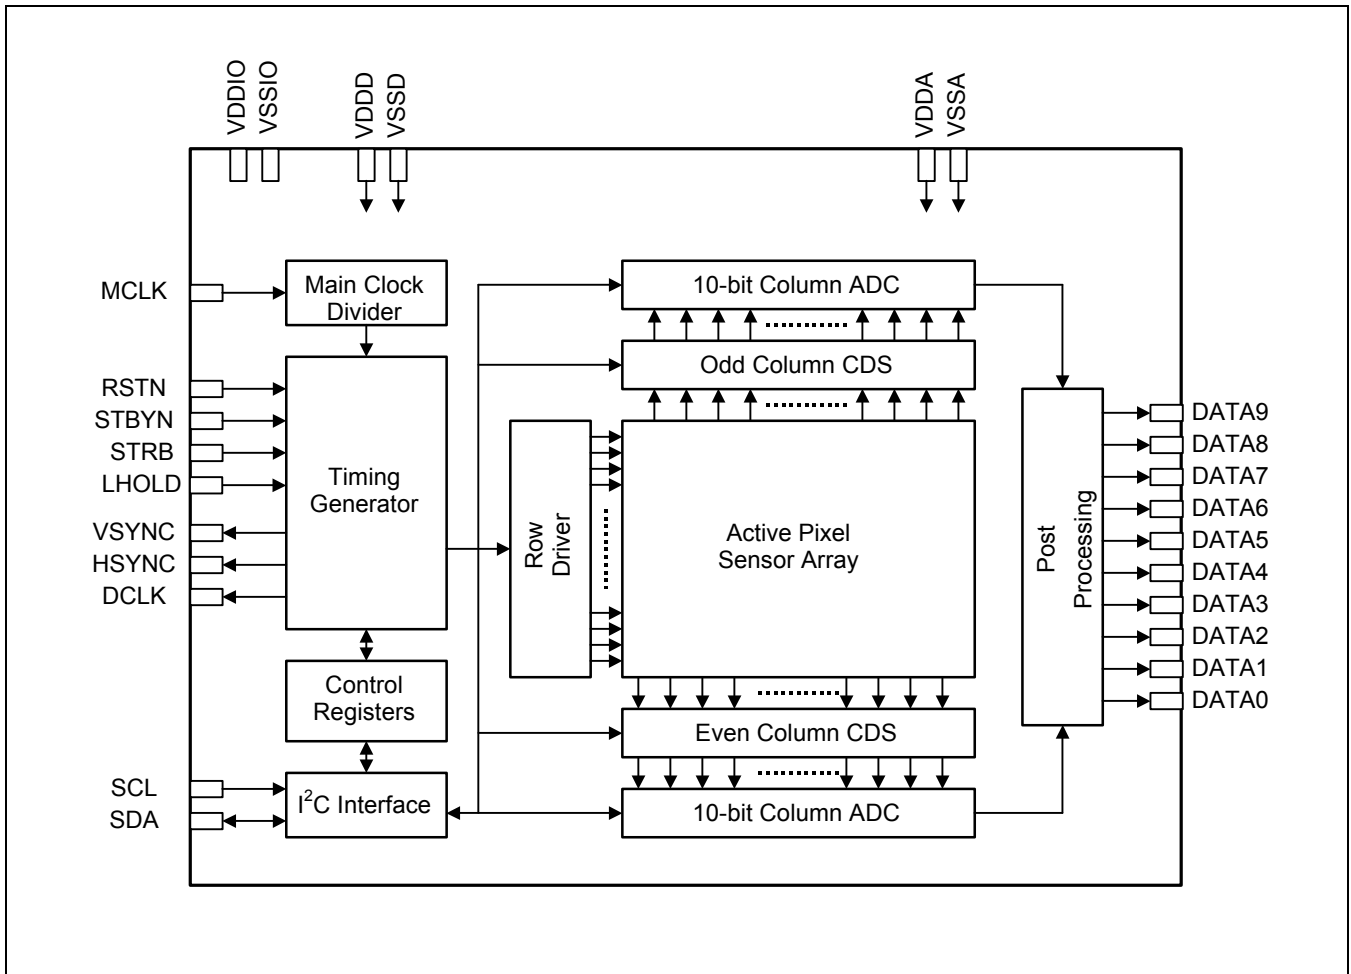 VDDIO
VSSIO
VDDD
VSSD
VDDA
VSSA
MCLK
Main Clock
Divider
10-bit Column ADC
Odd Column CDS
RSTN
STBYN
STRB
LHOLD
VSYNC
HSYNC
DCLK
Timing
Generator
Row
Driver
Active Pixel
Sensor Array
Post
Processing
DATA9
DATA8
DATA7
DATA6
DATA5
DATA4
DATA3
DATA2
DATA1
DATA0
Control
Registers
Even Column CDS
SCL
SDA
I²C Interface
10-bit Column ADC